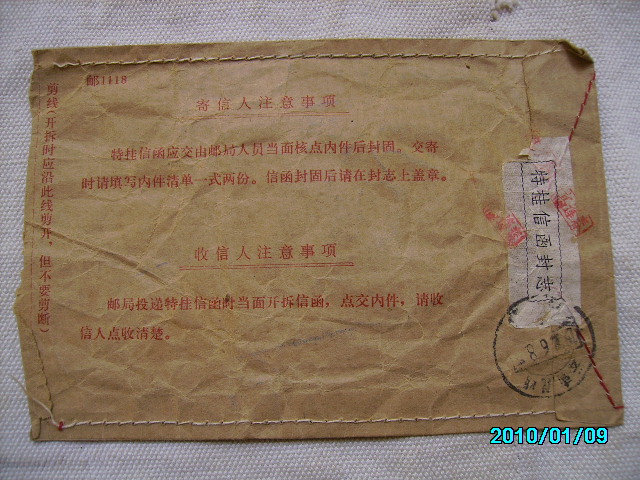 邮1118
寄信人注意事项
特挂信函应交由邮局人员当面核点内件后封固。交寄
时请填写内件清单一式两份。信函封固后请在封志上盖章。
收信人注意事项
邮局投递特挂信函时当面开拆信函，点交内件，请收
信人点收清楚。
剪线（开拆时应沿此线剪开，但不要剪断）
特挂信函封志
2010/01/09